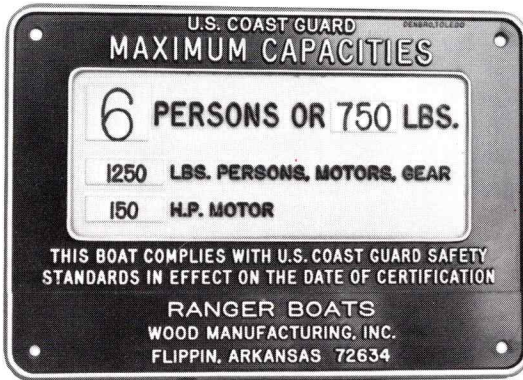 U.S. COAST GUARD
DENBRO, TOLEDO
MAXIMUM CAPACITIES
6 PERSONS OR 750 LBS.
1250 LBS. PERSONS, MOTORS, GEAR
150 H.P. MOTOR
THIS BOAT COMPLIES WITH U.S. COAST GUARD SAFETY
STANDARDS IN EFFECT ON THE DATE OF CERTIFICATION
RANGER BOATS
WOOD MANUFACTURING, INC.
FLIPPIN, ARKANSAS 72634